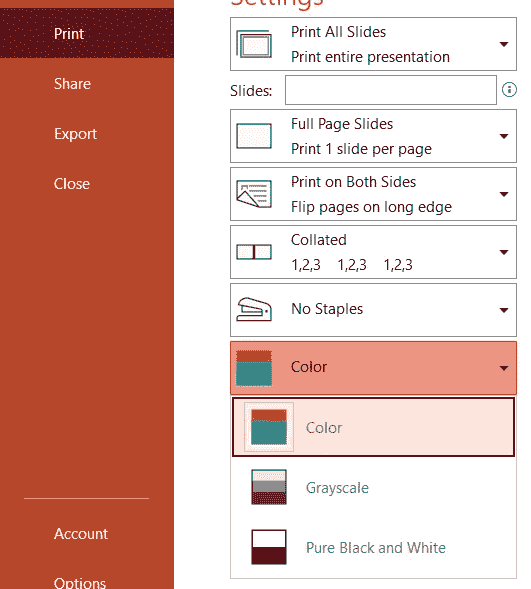 Print
Share
Export
Close
Account
Options
Settings
Print All Slides
Print entire presentation
Slides:
Full Page Slides
Print 1 slide per page
Print on Both Sides
Flip pages on long edge
Collated
1,2,3 1,2,3 1,2,3
No Staples
Color
Color
Grayscale
Pure Black and White